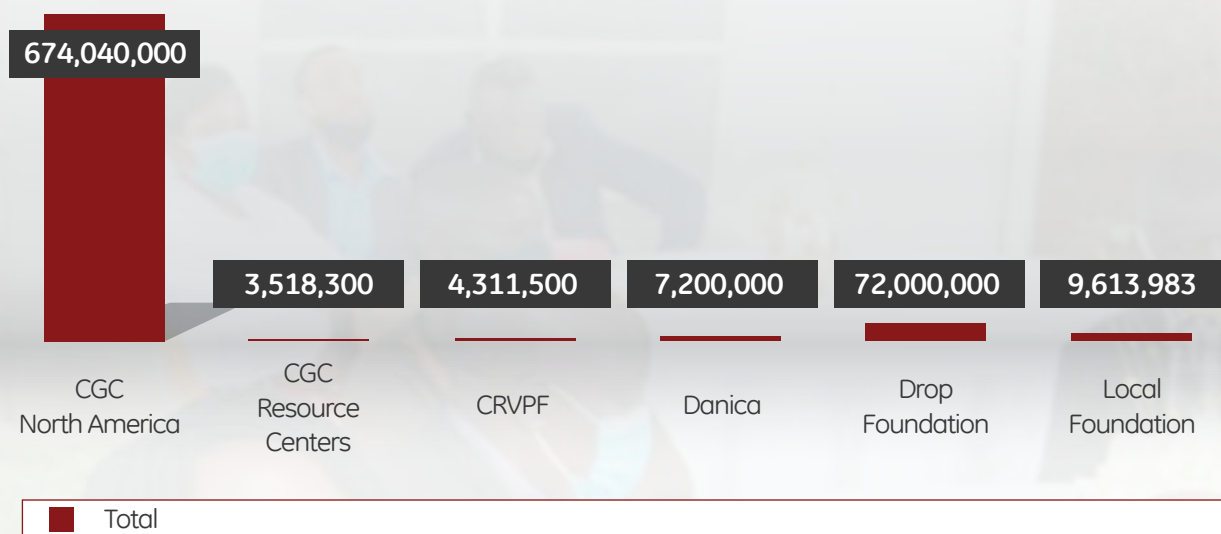 674,040,000
3,518,300
4,311,500
7,200,000
72,000,000
9,613,983
CGC
North America
CGC
Resource
Centers
CRVPF
Danica
Drop
Foundation
Local
Foundation
Total